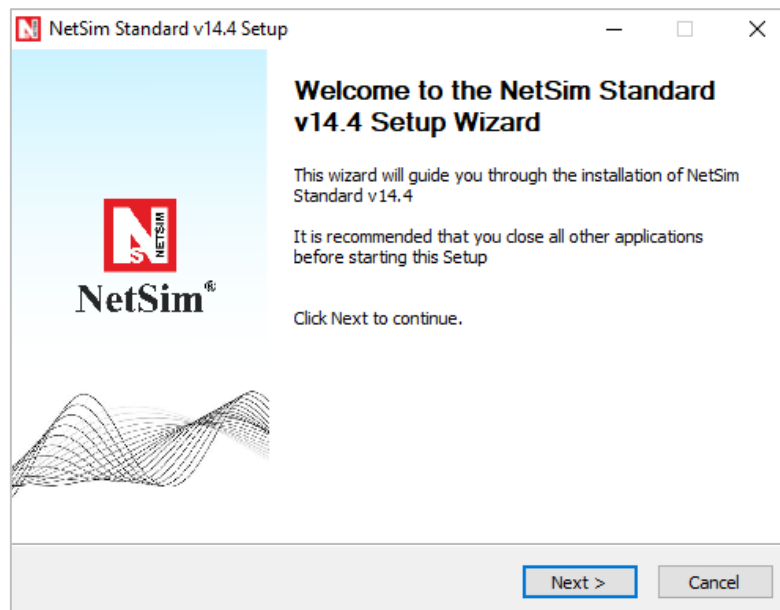 NetSim Standard v14.4 Setup
Welcome to the NetSim Standard
v14.4 Setup Wizard
This wizard will guide you through the installation of NetSim
Standard v14.4
It is recommended that you close all other applications
before starting this Setup
Click Next to continue.
NETSIM
NetSim®
Next >
Cancel